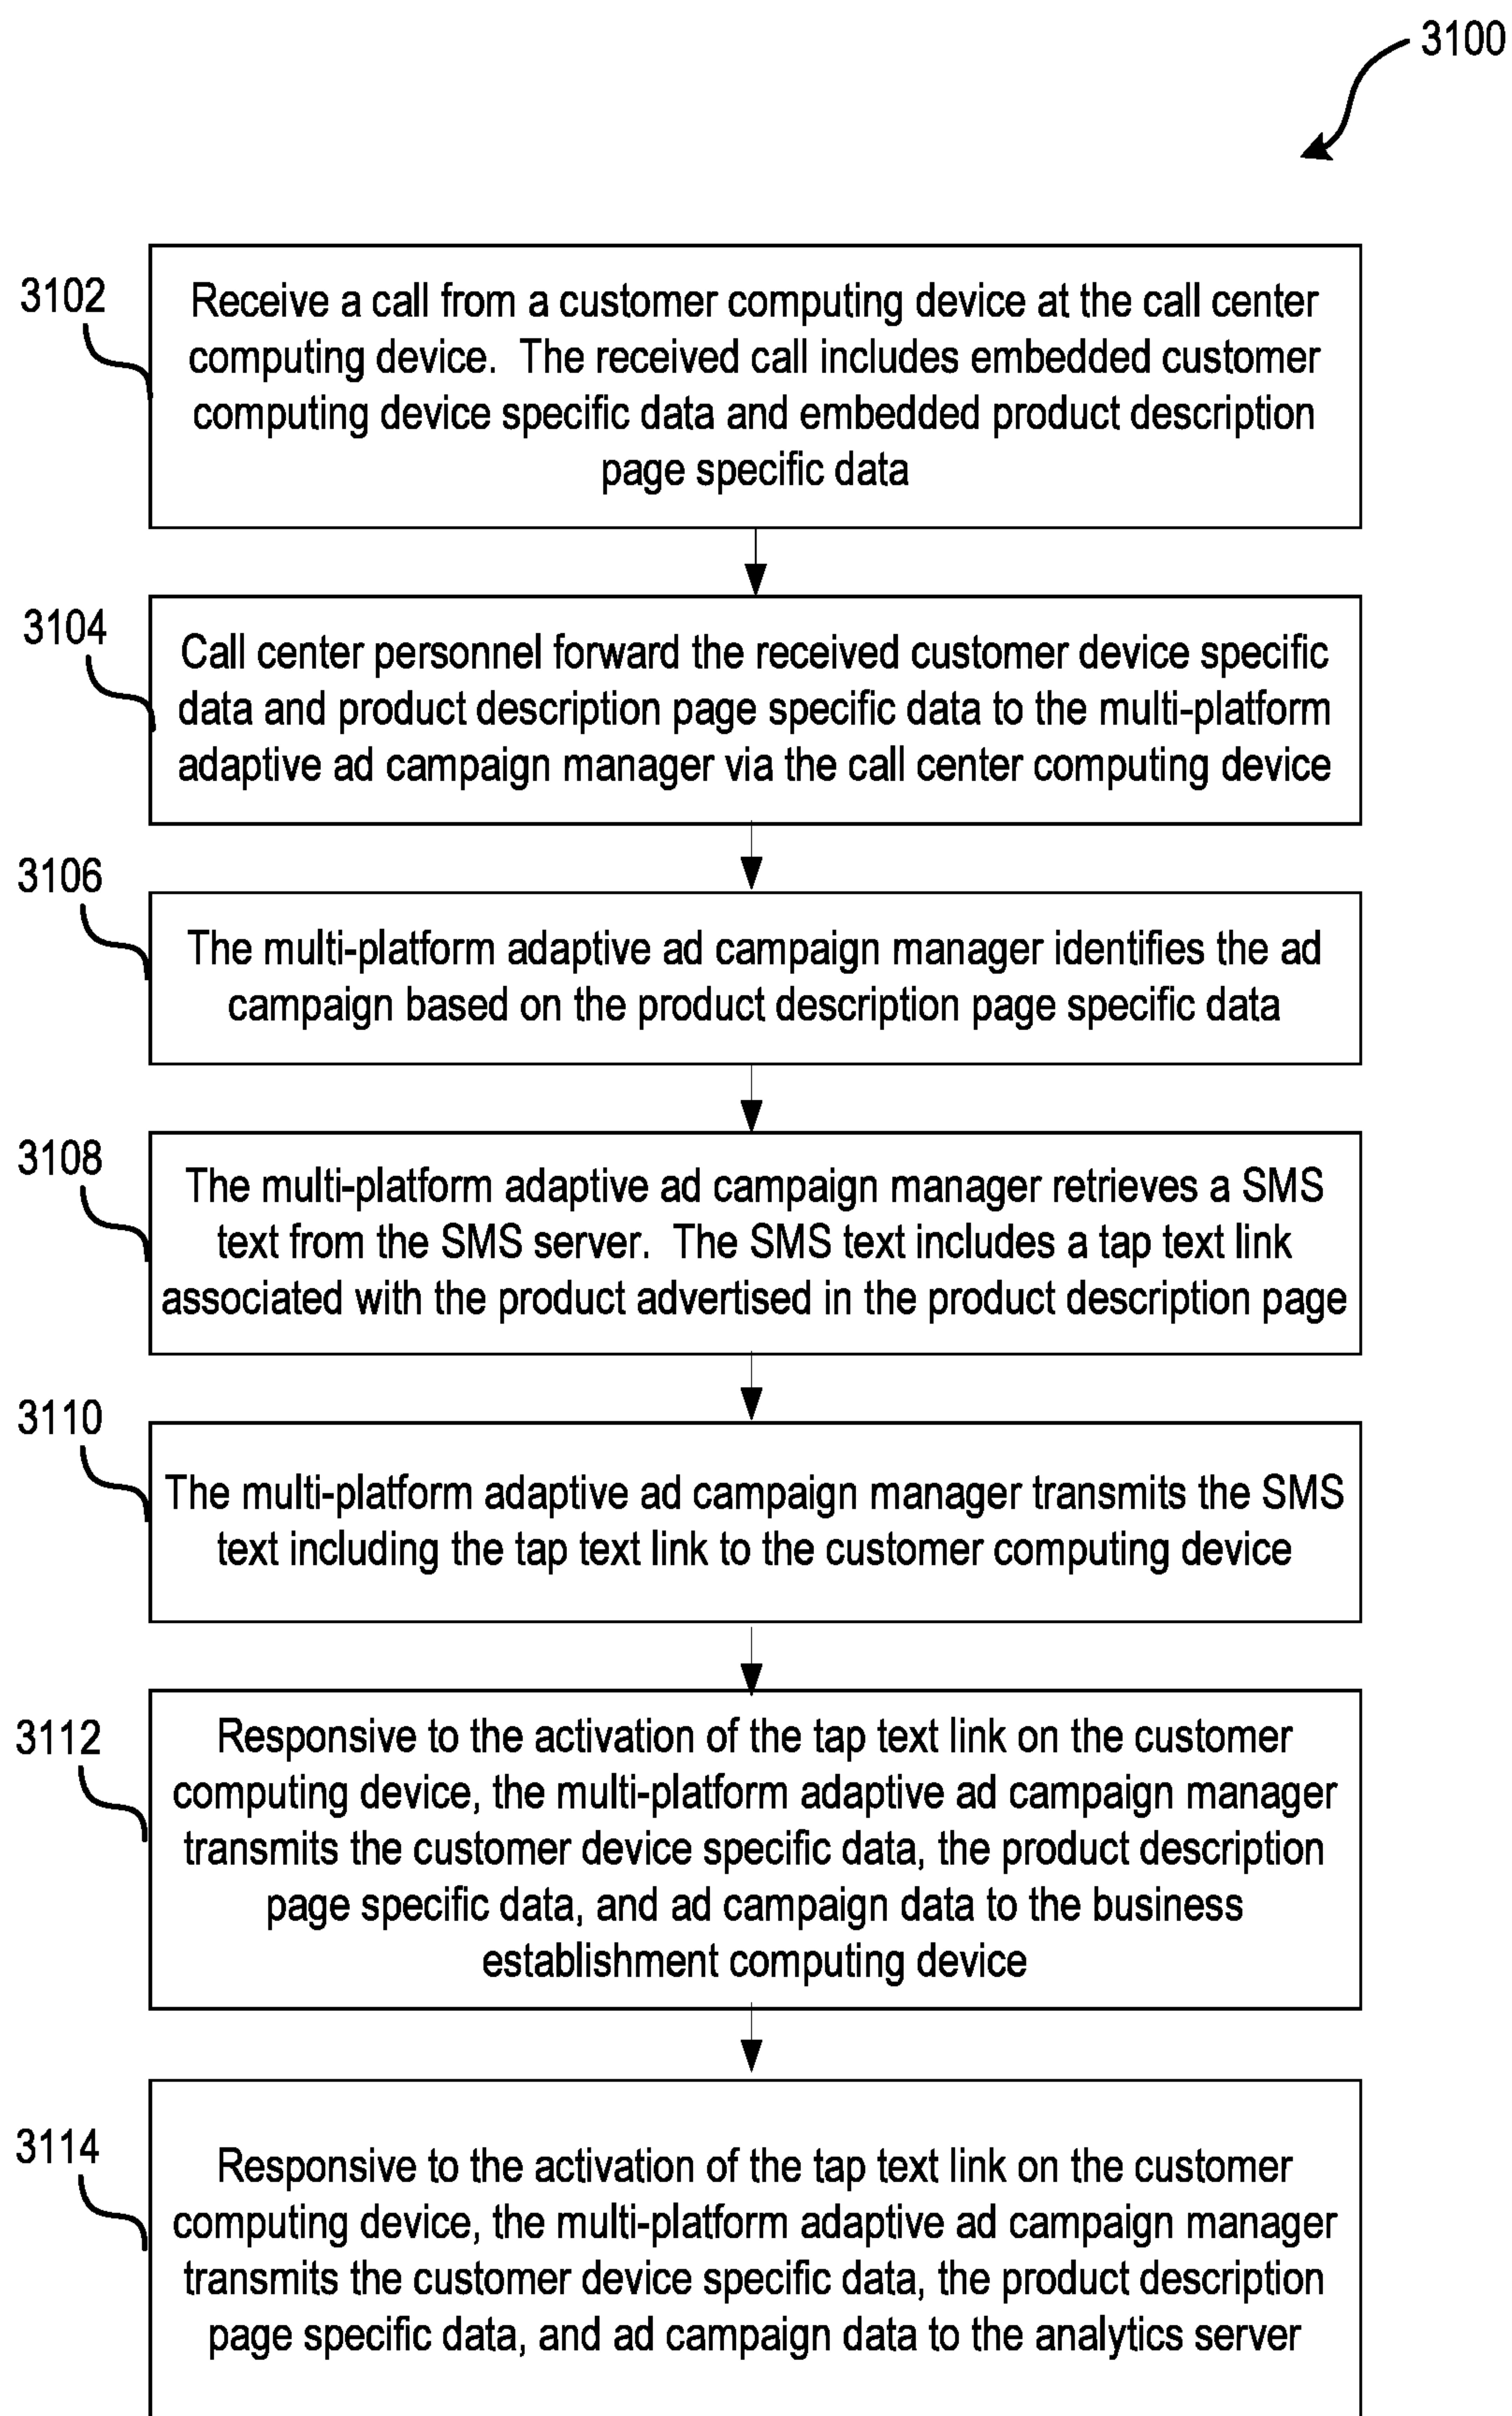 3100
3102
Receive a call from a customer computing device at the call center
computing device. The received call includes embedded customer
computing device specific data and embedded product description
page specific data
3104
Call center personnel forward the received customer device specific
data and product description page specific data to the multi-platform
adaptive ad campaign manager via the call center computing device
3106
The multi-platform adaptive ad campaign manager identifies the ad
campaign based on the product description page specific data
3108
The multi-platform adaptive ad campaign manager retrieves a SMS
text from the SMS server. The SMS text includes a tap text link
associated with the product advertised in the product description page
3110
The multi-platform adaptive ad campaign manager transmits the SMS
text including the tap text link to the customer computing device
3112
Responsive to the activation of the tap text link on the customer
computing device, the multi-platform adaptive ad campaign manager
transmits the customer device specific data, the product description
page specific data, and ad campaign data to the business
establishment computing device
3114
Responsive to the activation of the tap text link on the customer
computing device, the multi-platform adaptive ad campaign manager
transmits the customer device specific data, the product description
page specific data, and ad campaign data to the analytics server